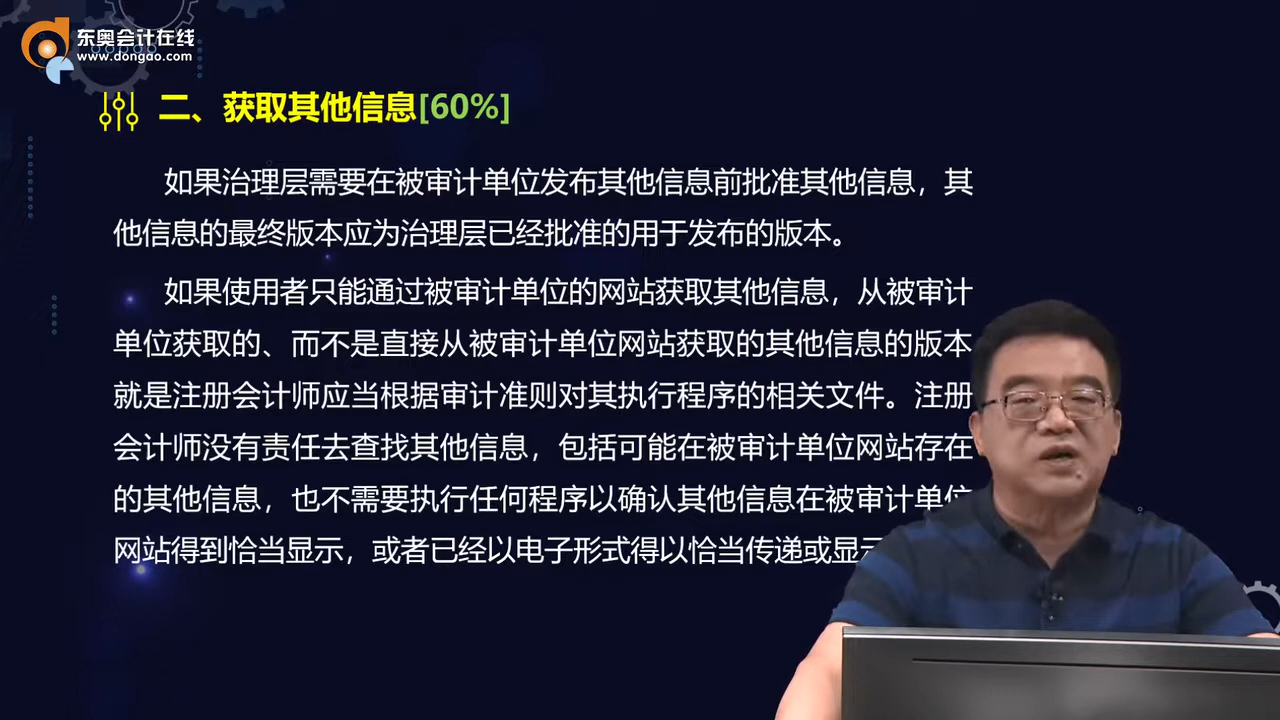 东奥会计在线
www.dongao.com
二、获取其他信息[60%]
如果治理层需要在被审计单位发布其他信息前批准其他信息，其
他信息的最终版本应为治理层已经批准的用于发布的版本。
如果使用者只能通过被审计单位的网站获取其他信息，从被审计
单位获取的、而不是直接从被审计单位网站获取的其他信息的版本
就是注册会计师应当根据审计准则对其执行程序的相关文件。注册
会计师没有责任去查找其他信息，包括可能在被审计单位网站存在
的其他信息，也不需要执行任何程序以确认其他信息在被审计单位
网站得到恰当显示，或者已经以电子形式得以恰当传递或显示